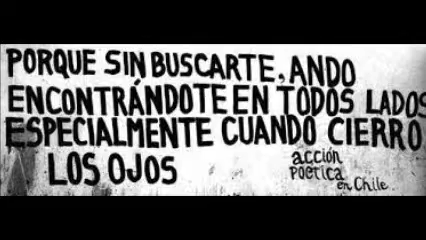 PORQUE SIN BUSCARTE, ANDO
ENCONTRÁNDOTE EN TODOS LADOS
ESPECIALMENTE CUANDO CIERRO
LOS OJOS
acción
poética
en Chile